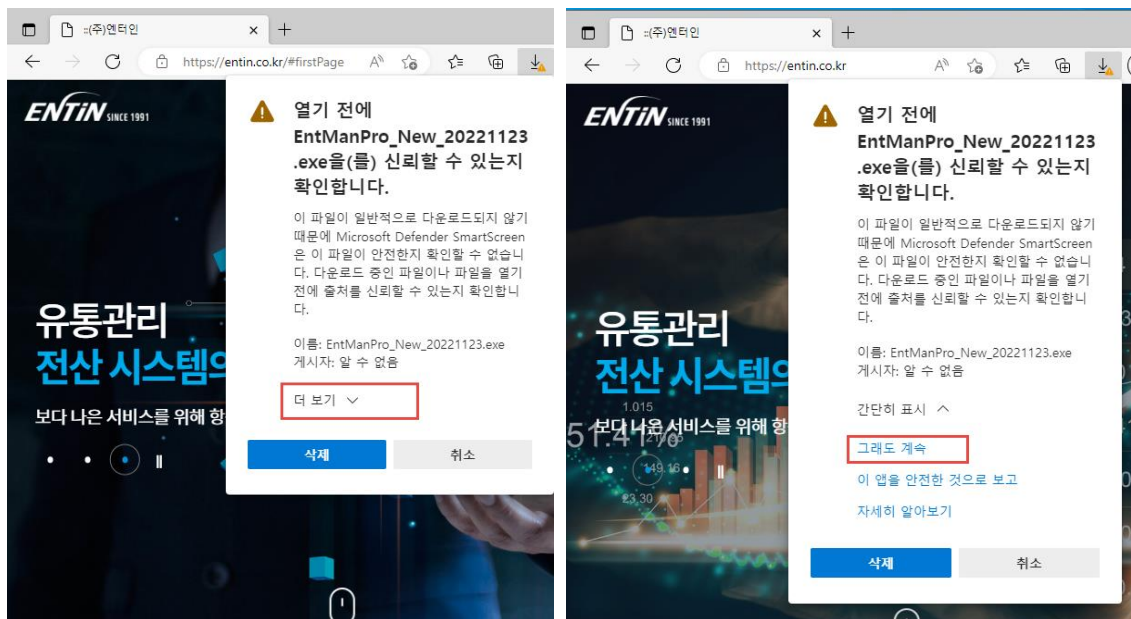 ::(주)엔터인
https://entin.co.kr/#firstPage
ENTIN SINCE 1991
열기 전에
EntManPro_New_20221123
.exe을(를) 신뢰할 수 있는지
확인합니다.
이 파일이 일반적으로 다운로드되지 않기
때문에 Microsoft Defender SmartScreen
은 이 파일이 안전한지 확인할 수 없습니
다. 다운로드 중인 파일이나 파일을 열기
전에 출처를 신뢰할 수 있는지 확인합니
다.
이름: EntManPro_New_20221123.exe
게시자: 알 수 없음
더 보기
삭제 취소
유통관리
전산 시스템의
보다 나은 서비스를 위해 항
::(주)엔터인
https://entin.co.kr
ENTIN SINCE 1991
열기 전에
EntManPro_New_20221123
.exe을(를) 신뢰할 수 있는지
확인합니다.
이 파일이 일반적으로 다운로드되지 않기
때문에 Microsoft Defender SmartScreen
은 이 파일이 안전한지 확인할 수 없습니
다. 다운로드 중인 파일이나 파일을 열기
전에 출처를 신뢰할 수 있는지 확인합니
다.
이름: EntManPro_New_20221123.exe
게시자: 알 수 없음
간단히 표시
그래도 계속
이 앱을 안전한 것으로 보고
자세히 알아보기
삭제 취소
유통관리
전산 시스템의
1.015
보다 나은 서비스를 위해 항
51.41%
149.16
23.30